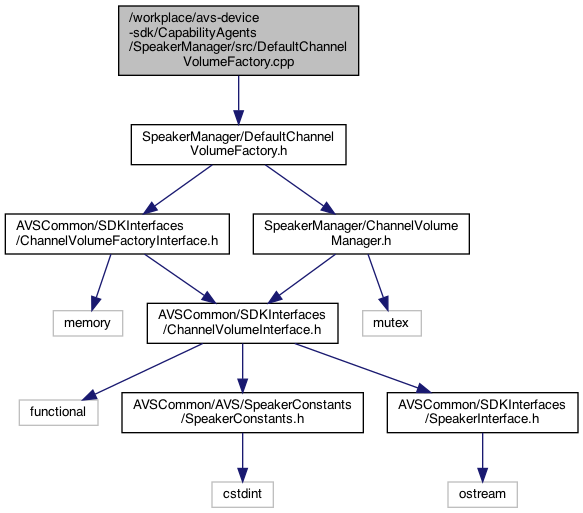 /workplace/avs-device
-sdk/CapabilityAgents
/SpeakerManager/src/DefaultChannel
VolumeFactory.cpp
SpeakerManager/DefaultChannel
VolumeFactory.h
AVSCommon/SDKInterfaces
/ChannelVolumeFactoryInterface.h
SpeakerManager/ChannelVolume
Manager.h
memory
AVSCommon/SDKInterfaces
/ChannelVolumeInterface.h
mutex
functional
AVSCommon/AVS/SpeakerConstants
/SpeakerConstants.h
AVSCommon/SDKInterfaces
/SpeakerInterface.h
cstdint
ostream